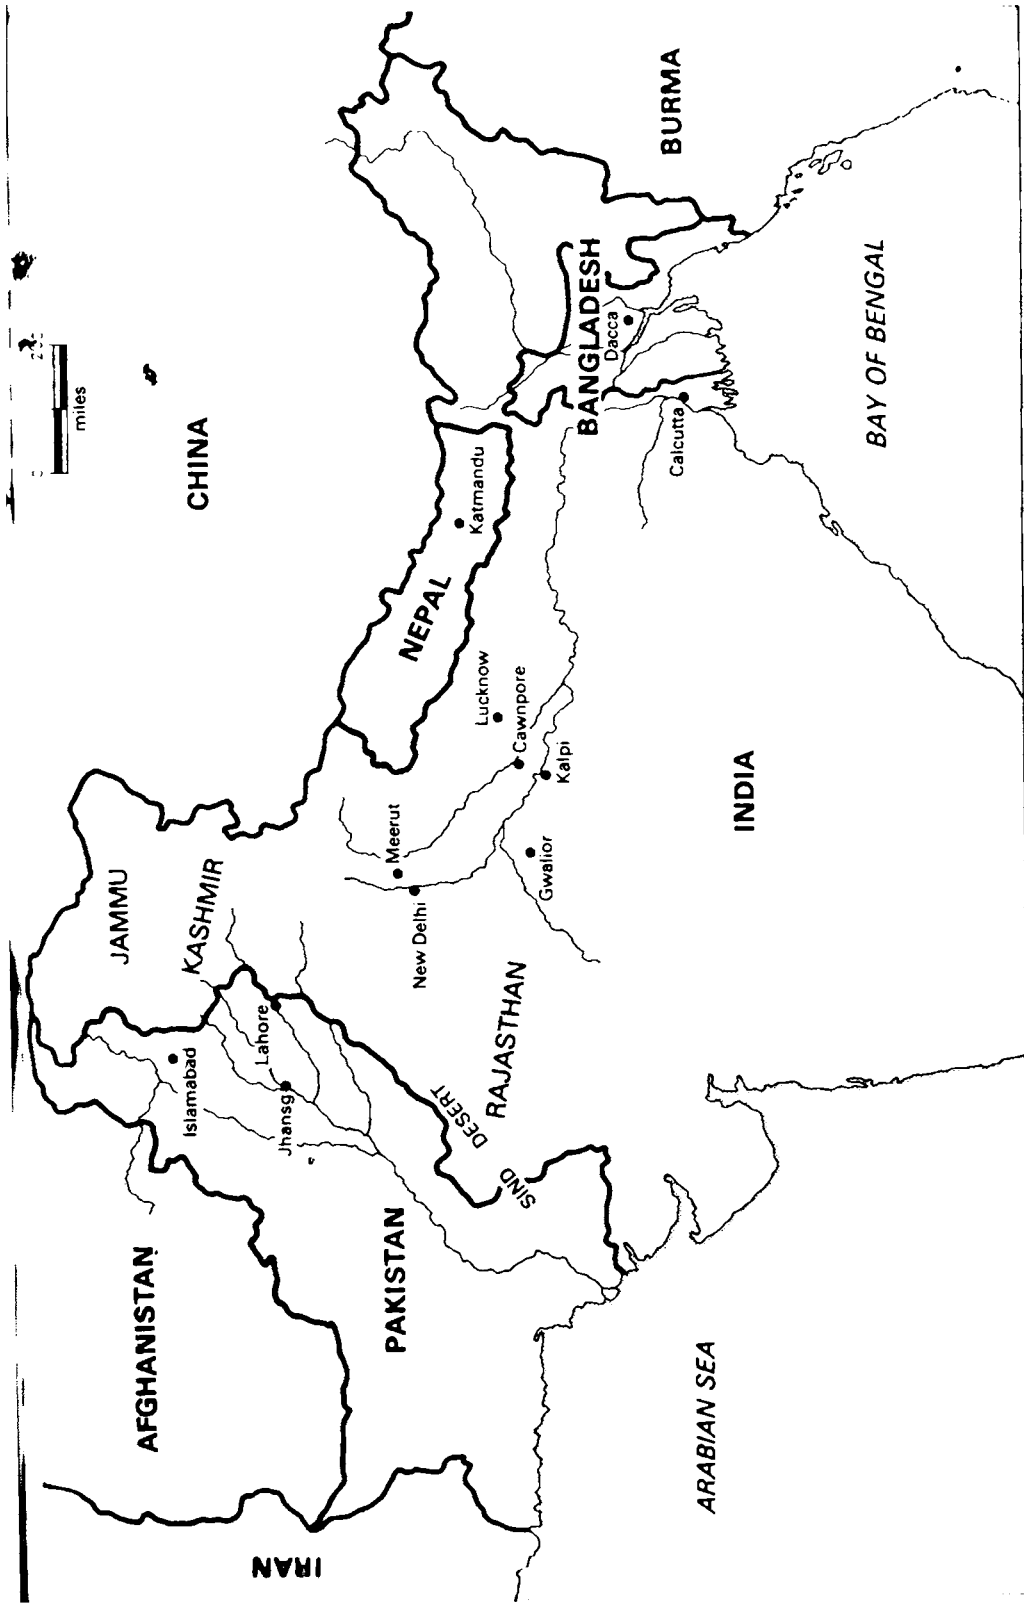 miles
JAMMU
AFGHANISTAN
CHINA
Islamabad
KASHMIR
Lahore
IRAN
Jhansg
PAKISTAN
Meerut
New Delhi
NEPAL
Katmandu
DESERT
Lucknow
RAJASTHAN
SIND
Cawnpore
Gwalior
Kalpi
BANGLADESH
Dacca
BURMA
Calcutta
ARABIAN SEA
INDIA
BAY OF BENGAL